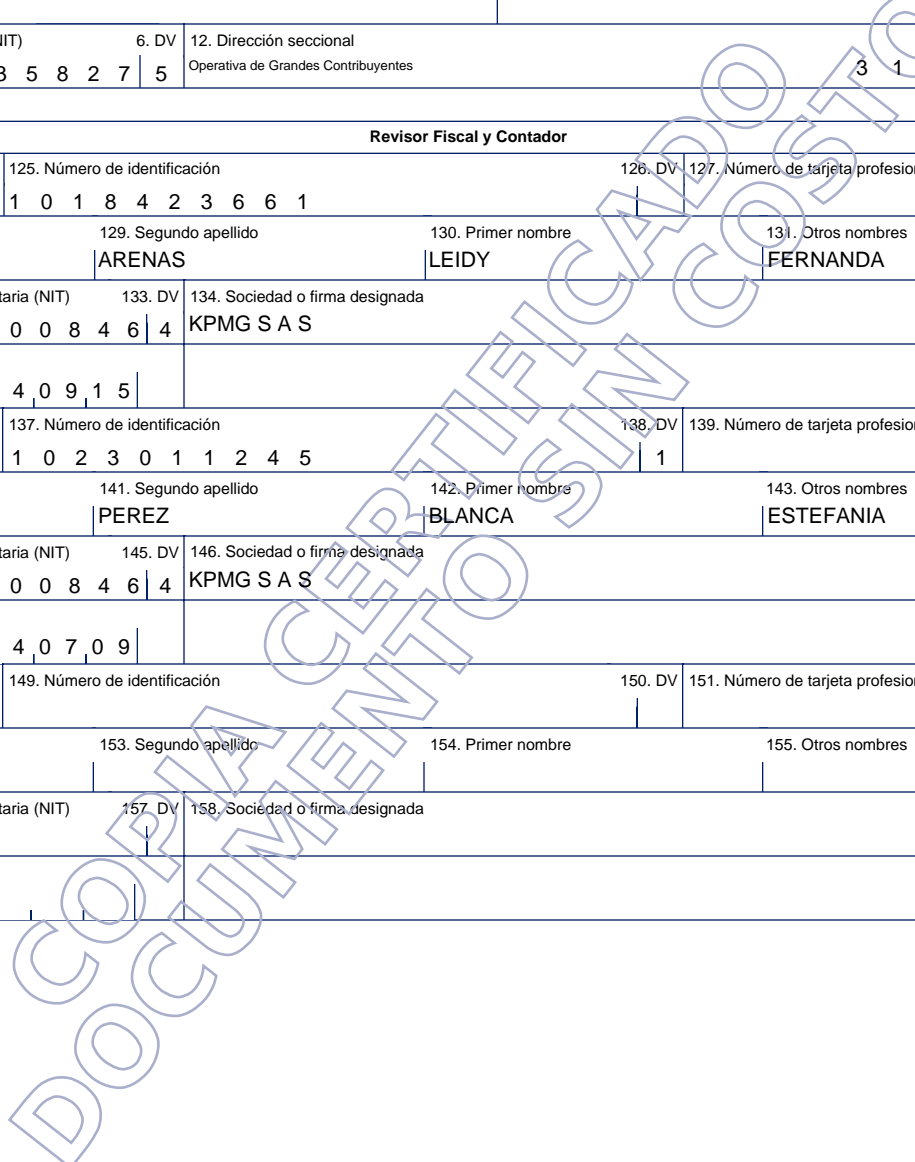 NIT) 6. DV 12. Dirección seccional
3 5 8 2 7 5 Operativa de Grandes Contribuyentes 3 1
Revisor Fiscal y Contador
125. Número de identificación 126. DV 127. Número de tarjeta profesion
1 0 1 8 4 2 3 6 6 1
129. Segundo apellido 130. Primer nombre 131. Otros nombres
ARENAS LEIDY FERNANDA
taria (NIT) 133. DV 134. Sociedad o firma designada
0 0 8 4 6 4 KPMG S A S
4 0 9 1 5
137. Número de identificación 138. DV 139. Número de tarjeta profesion
1 0 2 3 0 1 1 2 4 5 1
141. Segundo apellido 142. Primer nombre 143. Otros nombres
PEREZ BLANCA ESTEFANIA
taria (NIT) 145. DV 146. Sociedad o firma designada
0 0 8 4 6 4 KPMG S A S
4 0 7 0 9
149. Número de identificación 150. DV 151. Número de tarjeta profesion
153. Segundo apellido 154. Primer nombre 155. Otros nombres
taria (NIT) 157. DV 158. Sociedad o firma designada
COPIA CERTIFICADO
DOCUMENTO SIN COSTO